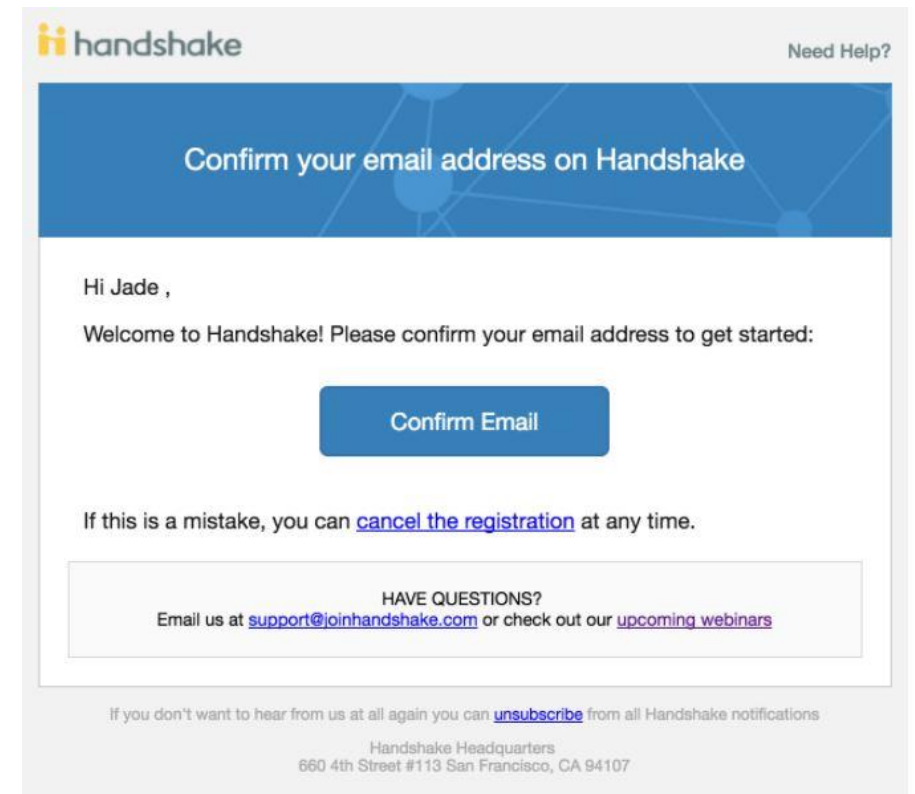 handshake
Need Help?
Confirm your email address on Handshake
Hi Jade ,
Welcome to Handshake! Please confirm your email address to get started:
Confirm Email
If this is a mistake, you can cancel the registration at any time.
HAVE QUESTIONS?
Email us at support@joinhandshake.com or check out our upcoming webinars
If you don't want to hear from us at all again you can unsubscribe from all Handshake notifications
Handshake Headquarters
660 4th Street #113 San Francisco, CA 94107